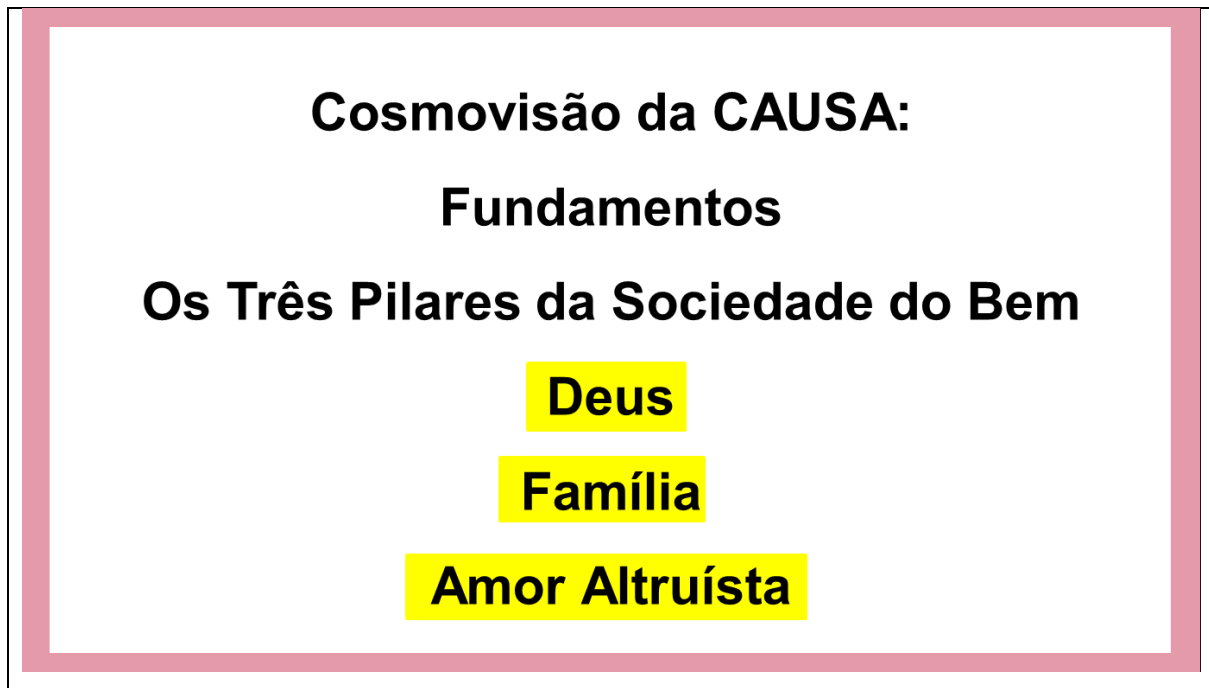 Cosmovisão da CAUSA:
Fundamentos
Os Três Pilares da Sociedade do Bem
Deus
Família
Amor Altruísta